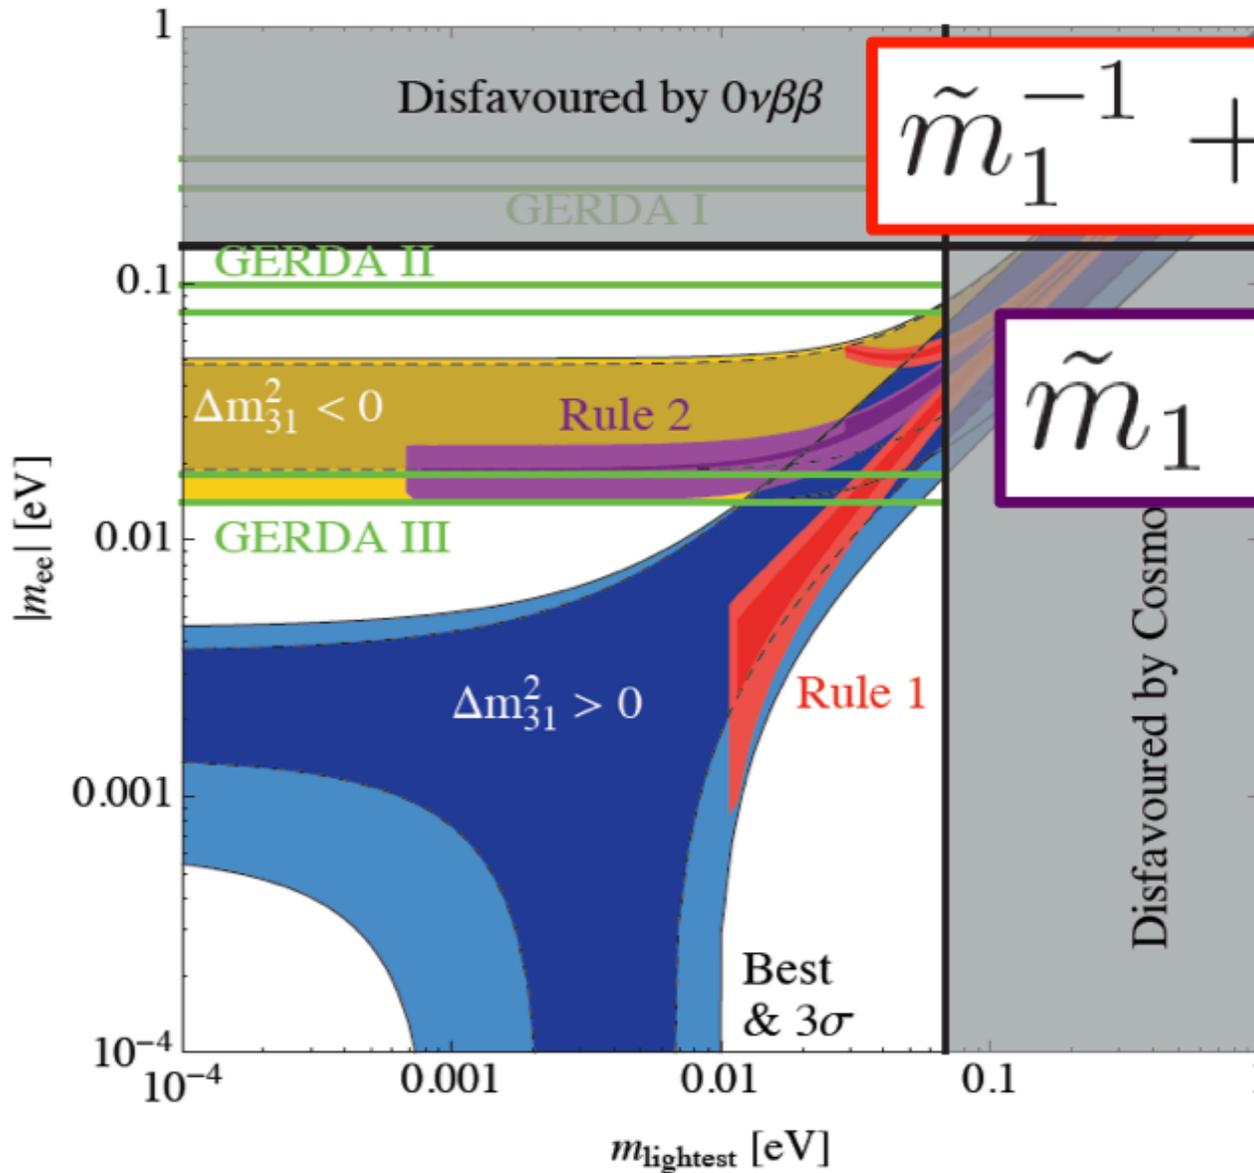 1
Disfavoured by 0νββ
m̃₁⁻¹ +
GERDA I
GERDA II
0.1
Δm²₃₁ < 0
Rule 2
m̃₁
|mₑₑ| [eV]
0.01
GERDA III
Δm²₃₁ > 0
Rule 1
Disfavoured by Cosmo
0.001
Best
& 3σ
10⁻⁴
10⁻⁴ 0.001 0.01 0.1
m_lightest [eV]